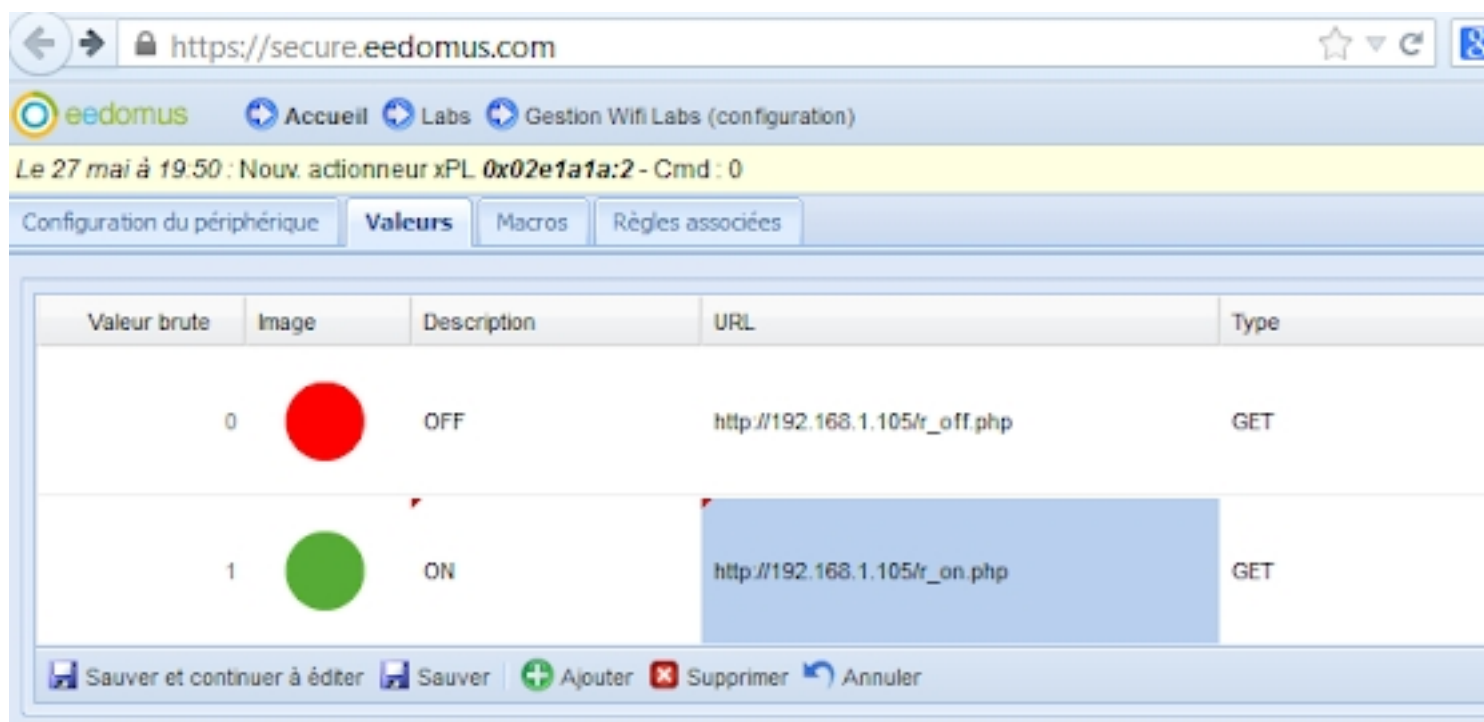 https://secure.eedomus.com
eedomus Accueil Labs Gestion Wifi Labs (configuration)
Le 27 mai à 19:50 : Nouv. actionneur xPL 0x02e1a1a:2 - Cmd : 0
Configuration du périphérique Valeurs Macros Règles associées
Valeur brute Image Description URL Type
0 OFF http://192.168.1.105/r_off.php GET
1 ON http://192.168.1.105/r_on.php GET
Sauver et continuer à éditer Sauver Ajouter Supprimer Annuler